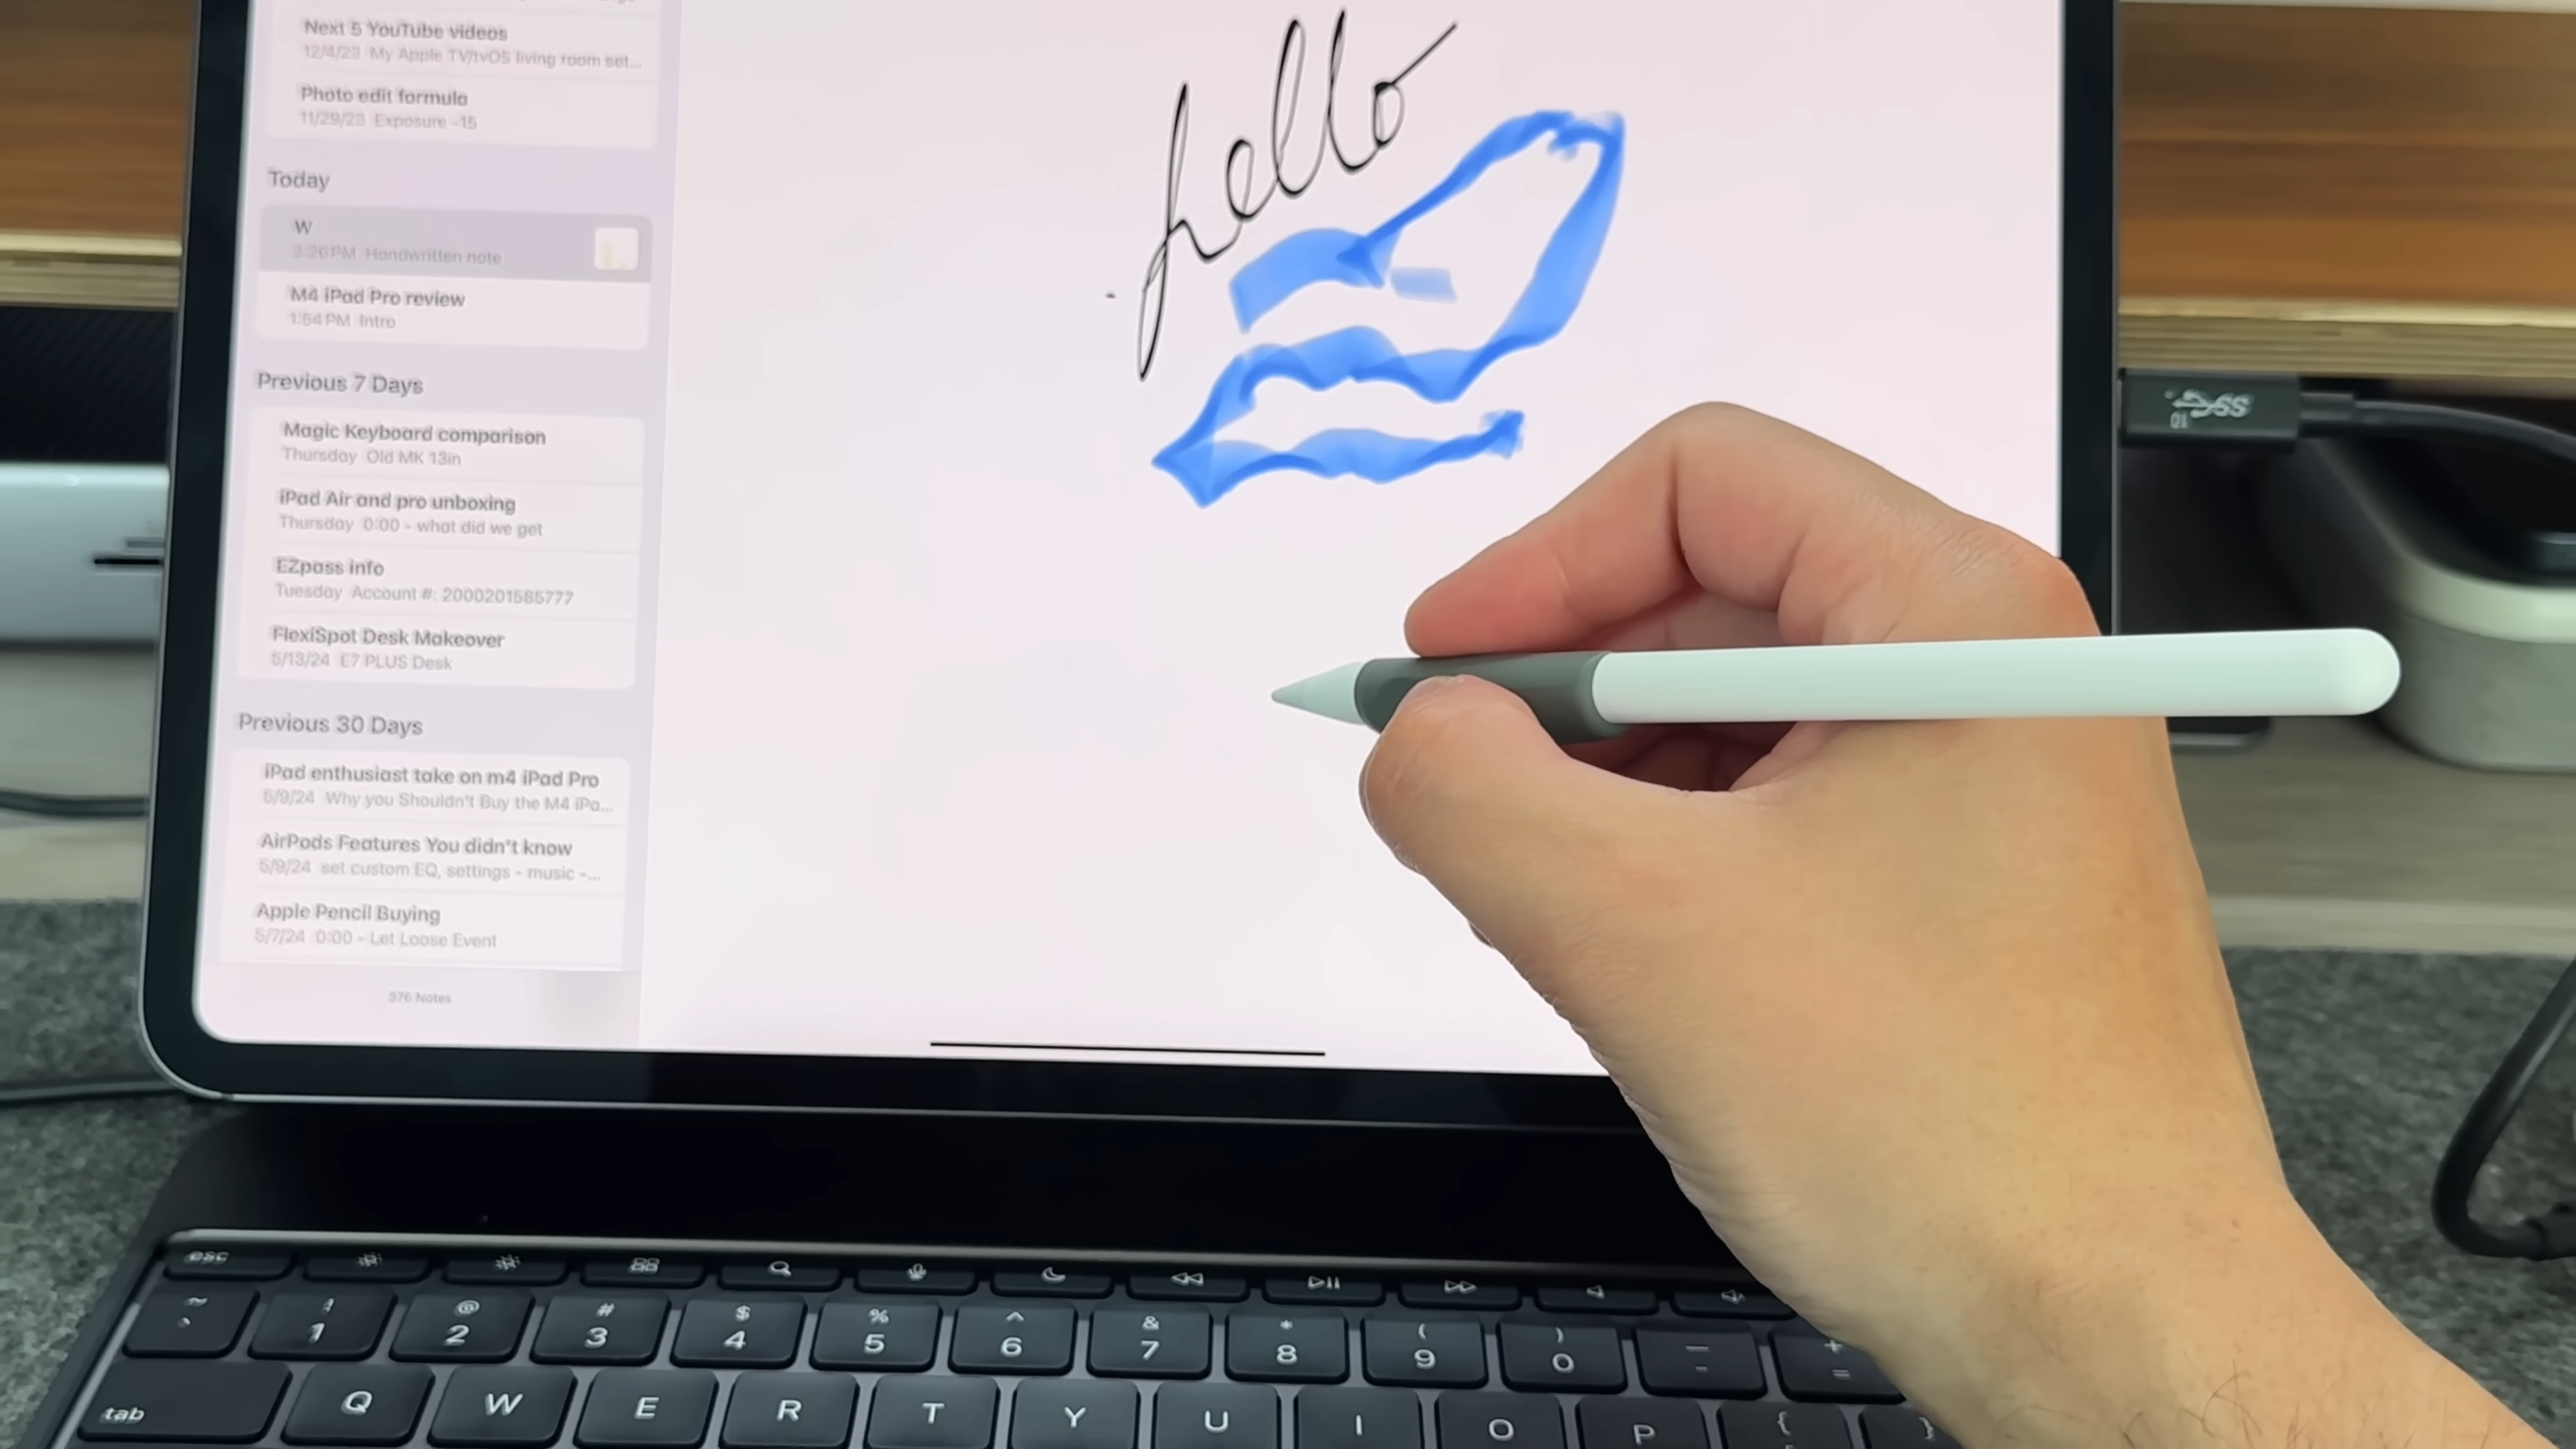 Next 5 YouTube videos
12/4/23 My Apple TV/tvOS living room set...
Photo edit formula
11/29/23 Exposure -15
Today
W
3:26 PM Handwritten note
M4 iPad Pro review
1:54 PM Intro
Previous 7 Days
Magic Keyboard comparison
Thursday Old MK 13in
iPad Air and pro unboxing
Thursday 0:00 - what did we get
EZpass info
Tuesday Account #: 2000201585777
FlexiSpot Desk Makeover
5/13/24 E7 PLUS Desk
Previous 30 Days
iPad enthusiast take on m4 iPad Pro
5/9/24 Why you Shouldn't Buy the M4 iPa...
AirPods Features You didn't know
5/9/24 set custom EQ, settings - music -...
Apple Pencil Buying
5/7/24 0:00 - Let Loose Event
376 Notes
hello
SS 10
esc
~ ! @ # $ % ^ & * ( ) _ +
` 1 2 3 4 5 6 7 8 9 0 - =
tab Q W E R T Y U I O P { }